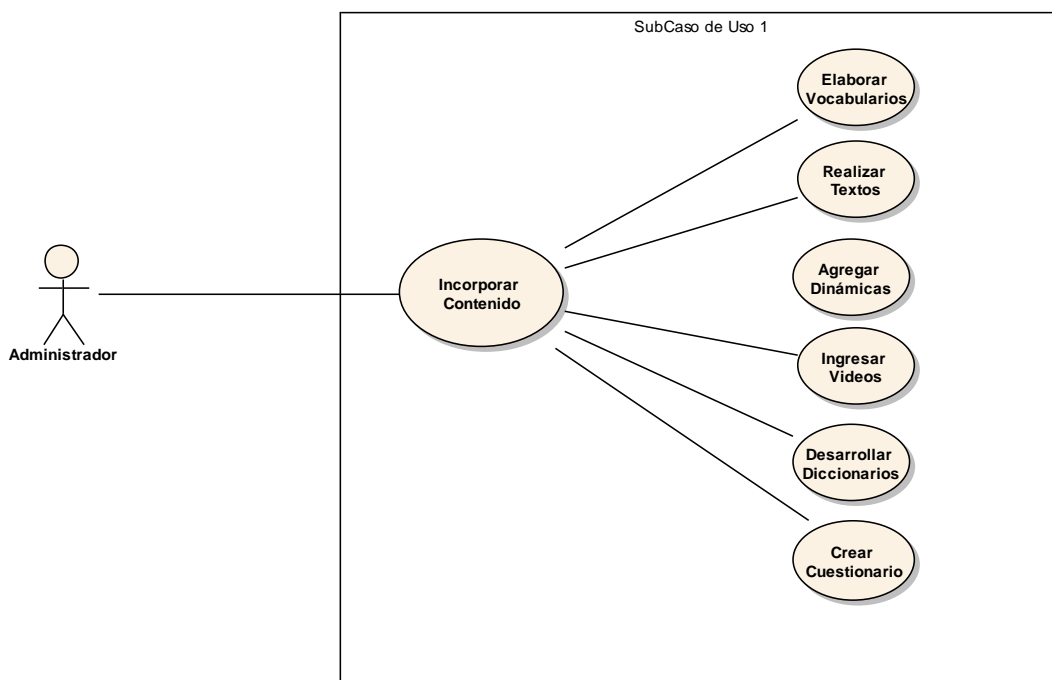 SubCaso de Uso 1
Elaborar
Vocabularios
Realizar
Textos
Agregar
Dinámicas
Incorporar
Contenido
Ingresar
Videos
Administrador
Desarrollar
Diccionarios
Crear
Cuestionario